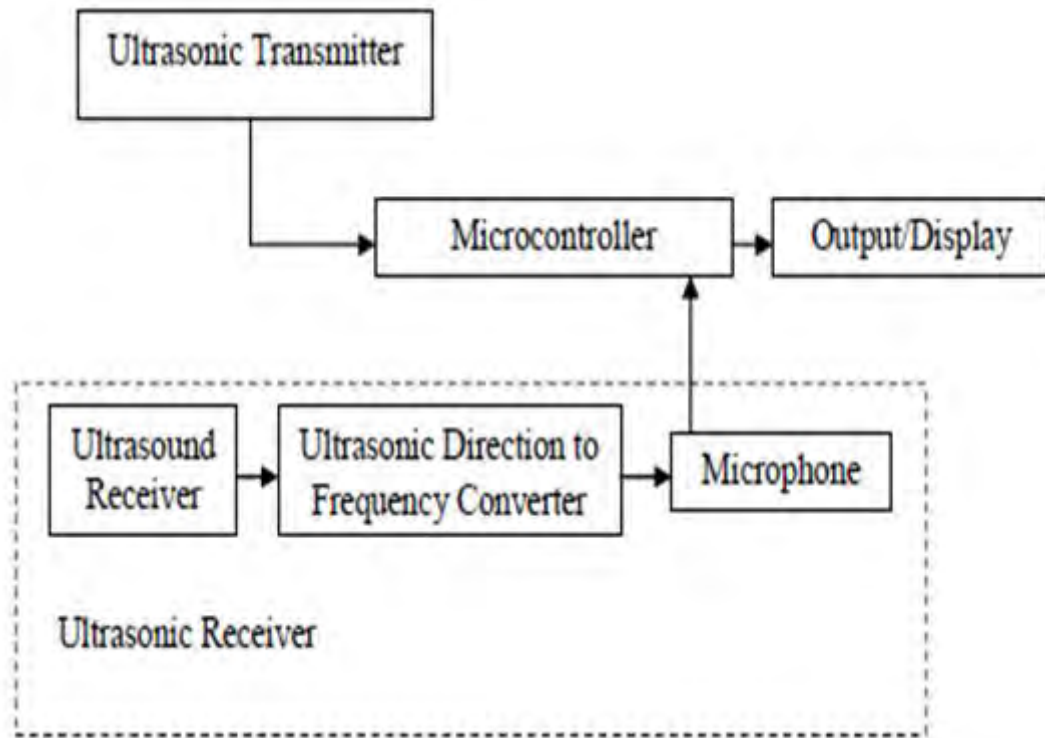 Ultrasonic Transmitter
Microcontroller
Output/Display
Ultrasound
Receiver
Ultrasonic Direction to
Frequency Converter
Microphone
Ultrasonic Receiver